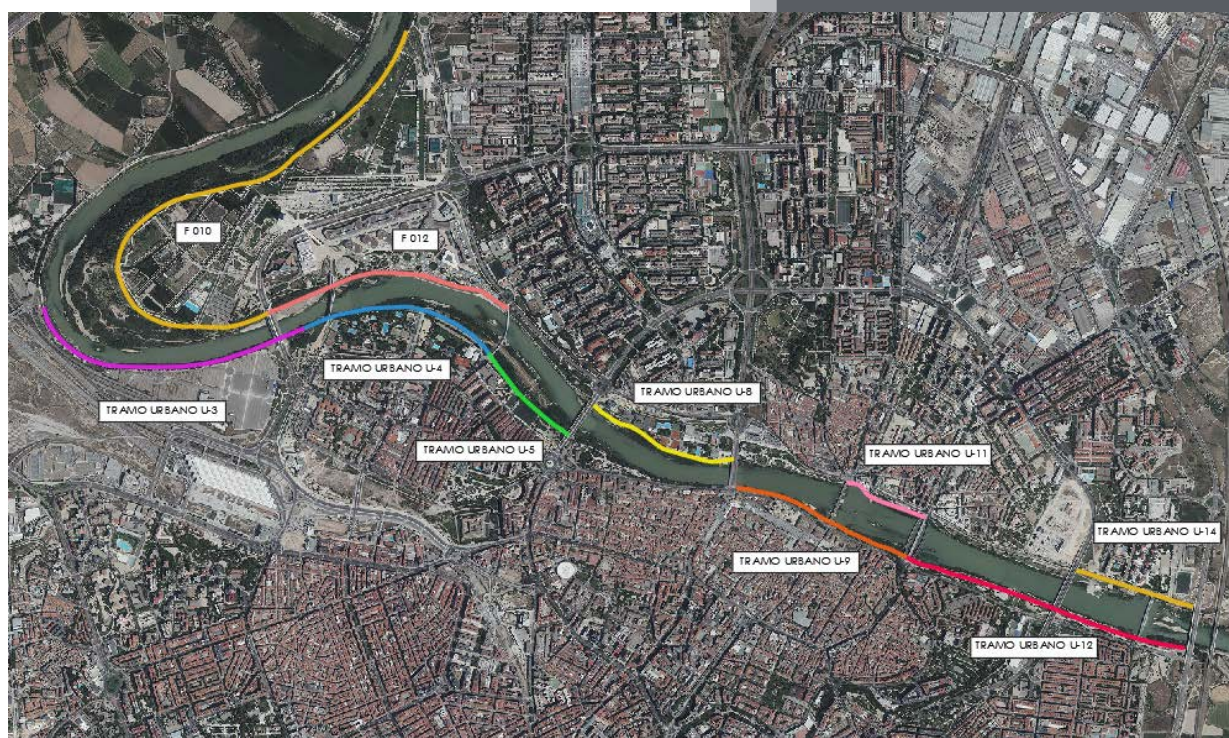 F 010
F 012
TRAMO URBANO U-4
TRAMO URBANO U-8
TRAMO URBANO U-3
TRAMO URBANO U-5
TRAMO URBANO U-11
TRAMO URBANO U-14
TRAMO URBANO U-9
TRAMO URBANO U-12